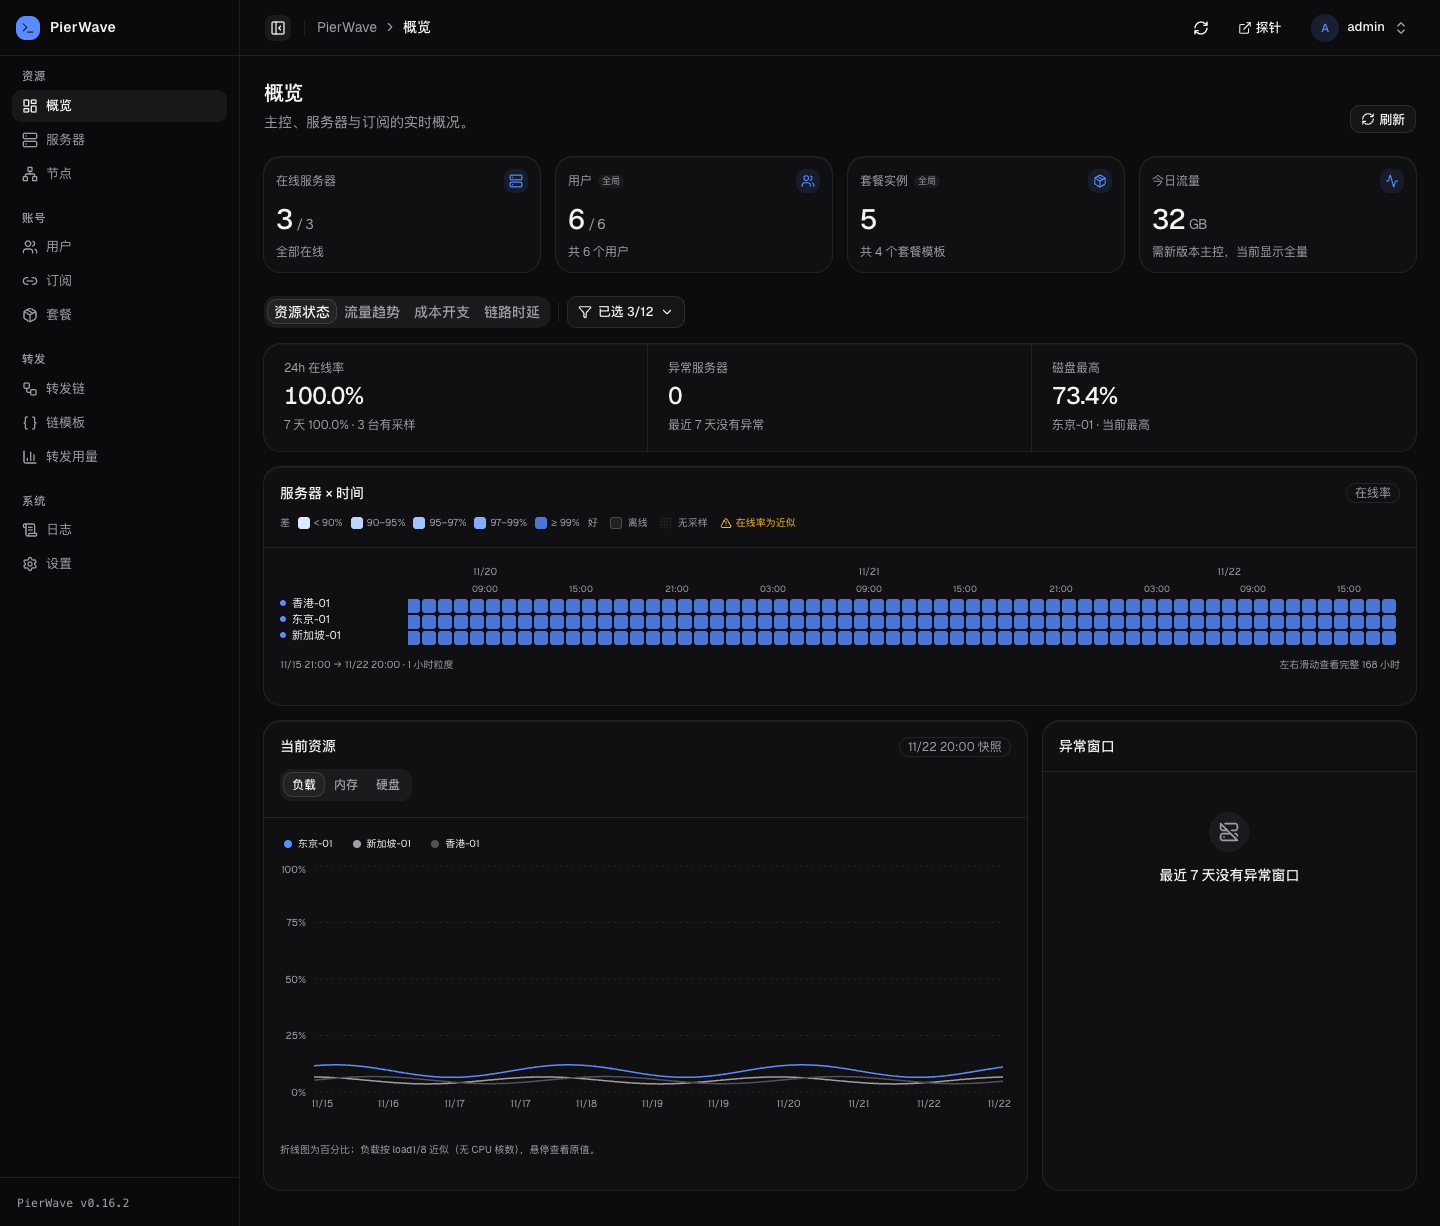 PierWave
PierWave > 概览
探针
A admin
资源
概览
服务器
节点
账号
用户
订阅
套餐
转发
转发链
链模板
转发用量
系统
日志
设置
PierWave v0.16.2
概览
主控、服务器与订阅的实时概况。
刷新
在线服务器
3 / 3
全部在线
用户 全局
6 / 6
共 6 个用户
套餐实例 全局
5
共 4 个套餐模板
今日流量
32 GB
需新版本主控，当前显示全量
资源状态 流量趋势 成本开支 链路时延 已选 3/12
24h 在线率
100.0%
7 天 100.0% · 3 台有采样
异常服务器
0
最近 7 天没有异常
磁盘最高
73.4%
东京-01 · 当前最高
服务器 × 时间 在线率
差 < 90% 90–95% 95–97% 97–99% ≥ 99% 好 离线 无采样 在线率为近似
11/20 11/21 11/22
09:00 15:00 21:00 03:00 09:00 15:00 21:00 03:00 09:00 15:00
香港-01
东京-01
新加坡-01
11/15 21:00 → 11/22 20:00 · 1 小时粒度 左右滑动查看完整 168 小时
当前资源 11/22 20:00 快照
负载 内存 硬盘
东京-01 新加坡-01 香港-01
100%
75%
50%
25%
0%
11/15 11/16 11/17 11/17 11/18 11/19 11/19 11/20 11/21 11/22 11/22
折线图为百分比；负载按 load1/8 近似（无 CPU 核数），悬停查看原值。
异常窗口
最近 7 天没有异常窗口